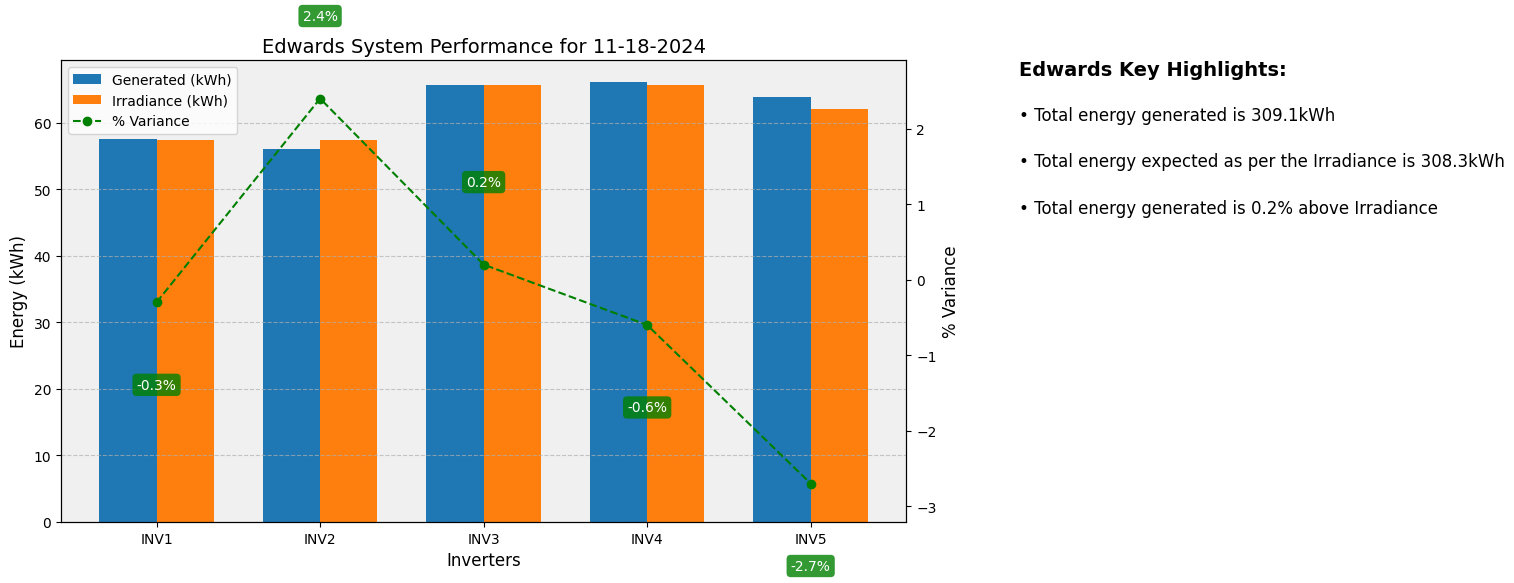 2.4%
Edwards System Performance for 11-18-2024
Generated (kWh)
Irradiance (kWh)
% Variance
Energy (kWh)
60
50
40
30
20
10
0
0.2%
-0.3%
-0.6%
-2.7%
2
1
0
−1
−2
−3
% Variance
INV1 INV2 INV3 INV4 INV5
Inverters
Edwards Key Highlights:
• Total energy generated is 309.1kWh
• Total energy expected as per the Irradiance is 308.3kWh
• Total energy generated is 0.2% above Irradiance